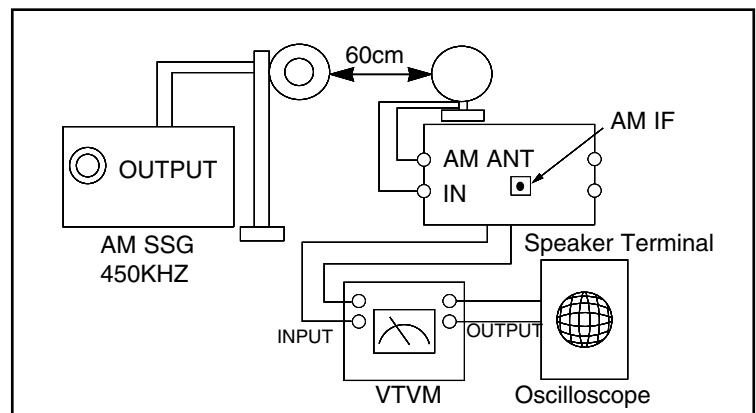 60cm
AM IF
OUTPUT
AM ANT
IN
AM SSG
450KHZ
Speaker Terminal
INPUT
OUTPUT
VTVM
Oscilloscope